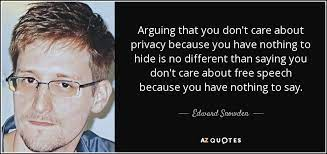 Arguing that you don't care about
privacy because you have nothing to
hide is no different than saying you
don't care about free speech
because you have nothing to say.
Edward Snowden
AZ QUOTES